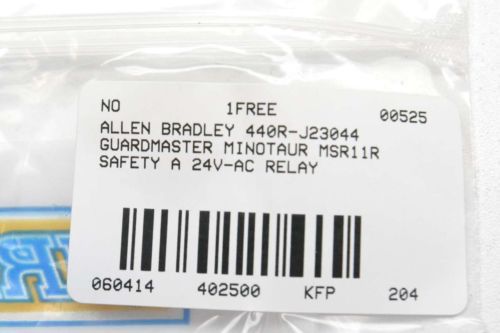 NO 1FREE 00525
ALLEN BRADLEY 440R-J23044
GUARDMASTER MINOTAUR MSR11R
SAFETY A 24V-AC RELAY
060414 402500 KFP 204